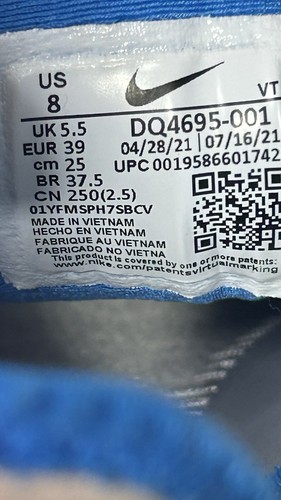 US
8
VT
UK 5.5
DQ4695-001
EUR 39
04/28/21 07/16/21
cm 25
UPC 0019586601742
BR 37.5
CN 250(2.5)
01YFMSPH7SBCV
MADE IN VIETNAM
HECHO EN VIETNAM
FABRIQUE AU VIETNAM
FABRICADO NO VIETNA
This product is covered by one or more patents:
www.nike.com/patentsvirtualmarking